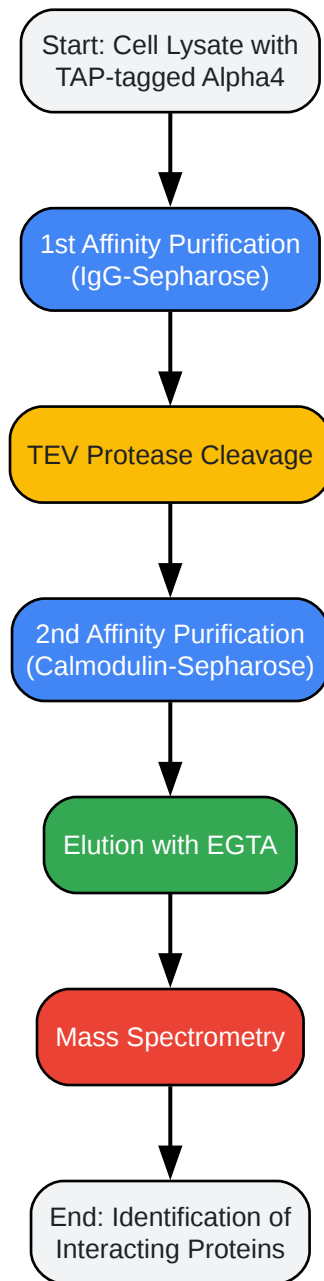 Start: Cell Lysate with
TAP-tagged Alpha4
1st Affinity Purification
(IgG-Sepharose)
TEV Protease Cleavage
2nd Affinity Purification
(Calmodulin-Sepharose)
Elution with EGTA
Mass Spectrometry
End: Identification of
Interacting Proteins